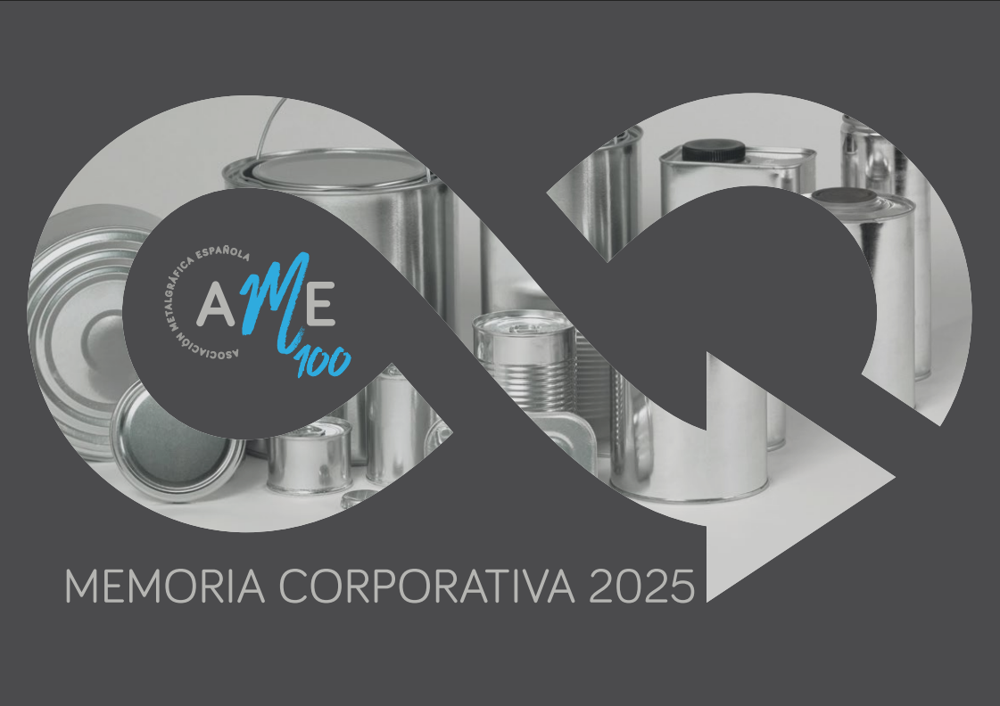 ASOCIACIÓN METALGRÁFICA ESPAÑOLA
AME
100
MEMORIA CORPORATIVA 2025